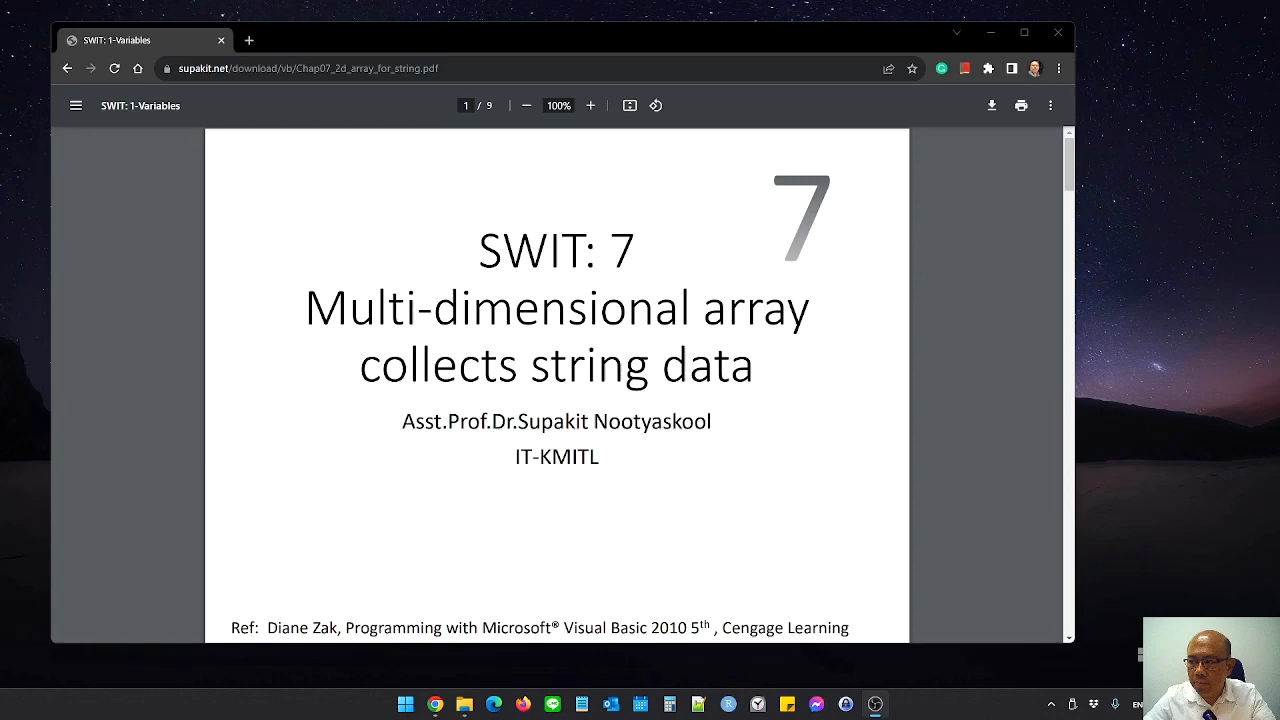 SWIT: 1-Variables
supakit.net/download/vb/Chap07_2d_array_for_string.pdf
SWIT: 1-Variables
1 / 9
100%
7
SWIT: 7
Multi-dimensional array
collects string data
Asst.Prof.Dr.Supakit Nootyaskool
IT-KMITL
Ref: Diane Zak, Programming with Microsoft® Visual Basic 2010 5th , Cengage Learning